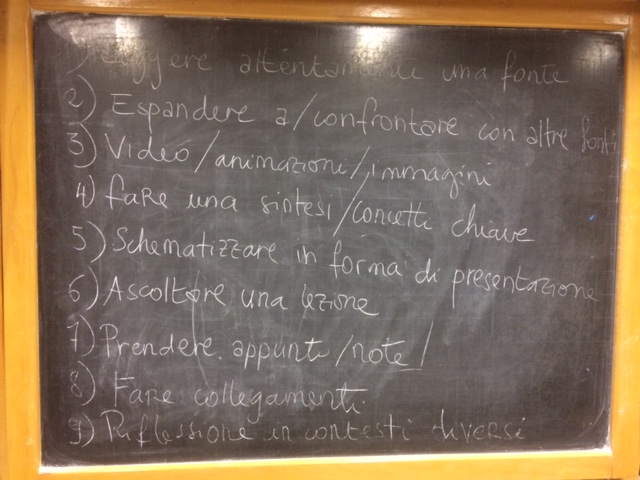 1) Leggere attentamente una fonte
2) Espandere a/confrontare con altre fonti
3) Video/animazioni/immagini
4) fare una sintesi/concetti chiave
5) Schematizzare in forma di presentazione
6) Ascoltare una lezione
7) Prendere appunti/note/
8) Fare collegamenti
9) Riflessione in contesti diversi